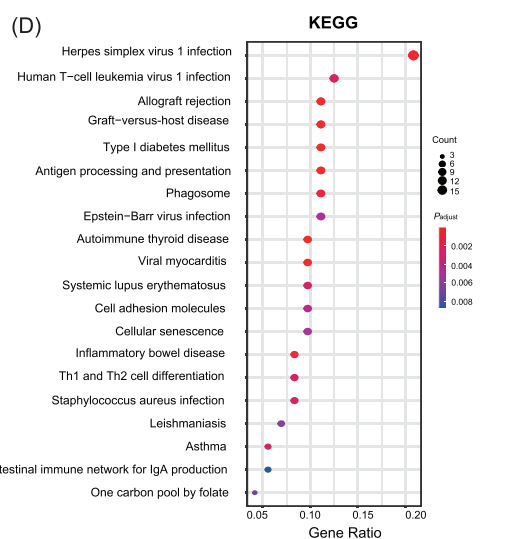 (D)
KEGG
Herpes simplex virus 1 infection
Human T−cell leukemia virus 1 infection
Allograft rejection
Graft−versus−host disease
Type I diabetes mellitus
Antigen processing and presentation
Phagosome
Epstein−Barr virus infection
Autoimmune thyroid disease
Viral myocarditis
Systemic lupus erythematosus
Cell adhesion molecules
Cellular senescence
Inflammatory bowel disease
Th1 and Th2 cell differentiation
Staphylococcus aureus infection
Leishmaniasis
Asthma
testinal immune network for IgA production
One carbon pool by folate
0.05 0.10 0.15 0.20
Gene Ratio
Count
3
6
9
12
15
Padjust
0.002
0.004
0.006
0.008